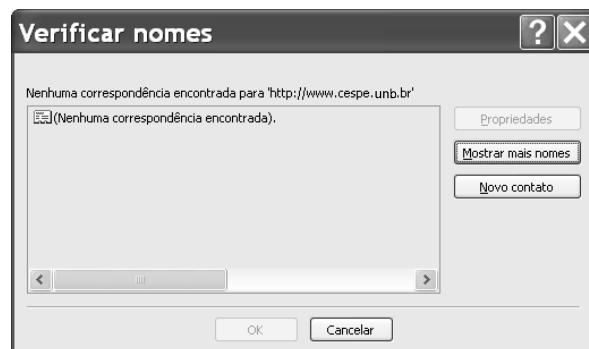 Verificar nomes
Nenhuma correspondência encontrada para 'http://www.cespe.unb.br'
(Nenhuma correspondência encontrada).
Propriedades
Mostrar mais nomes
Novo contato
OK
Cancelar